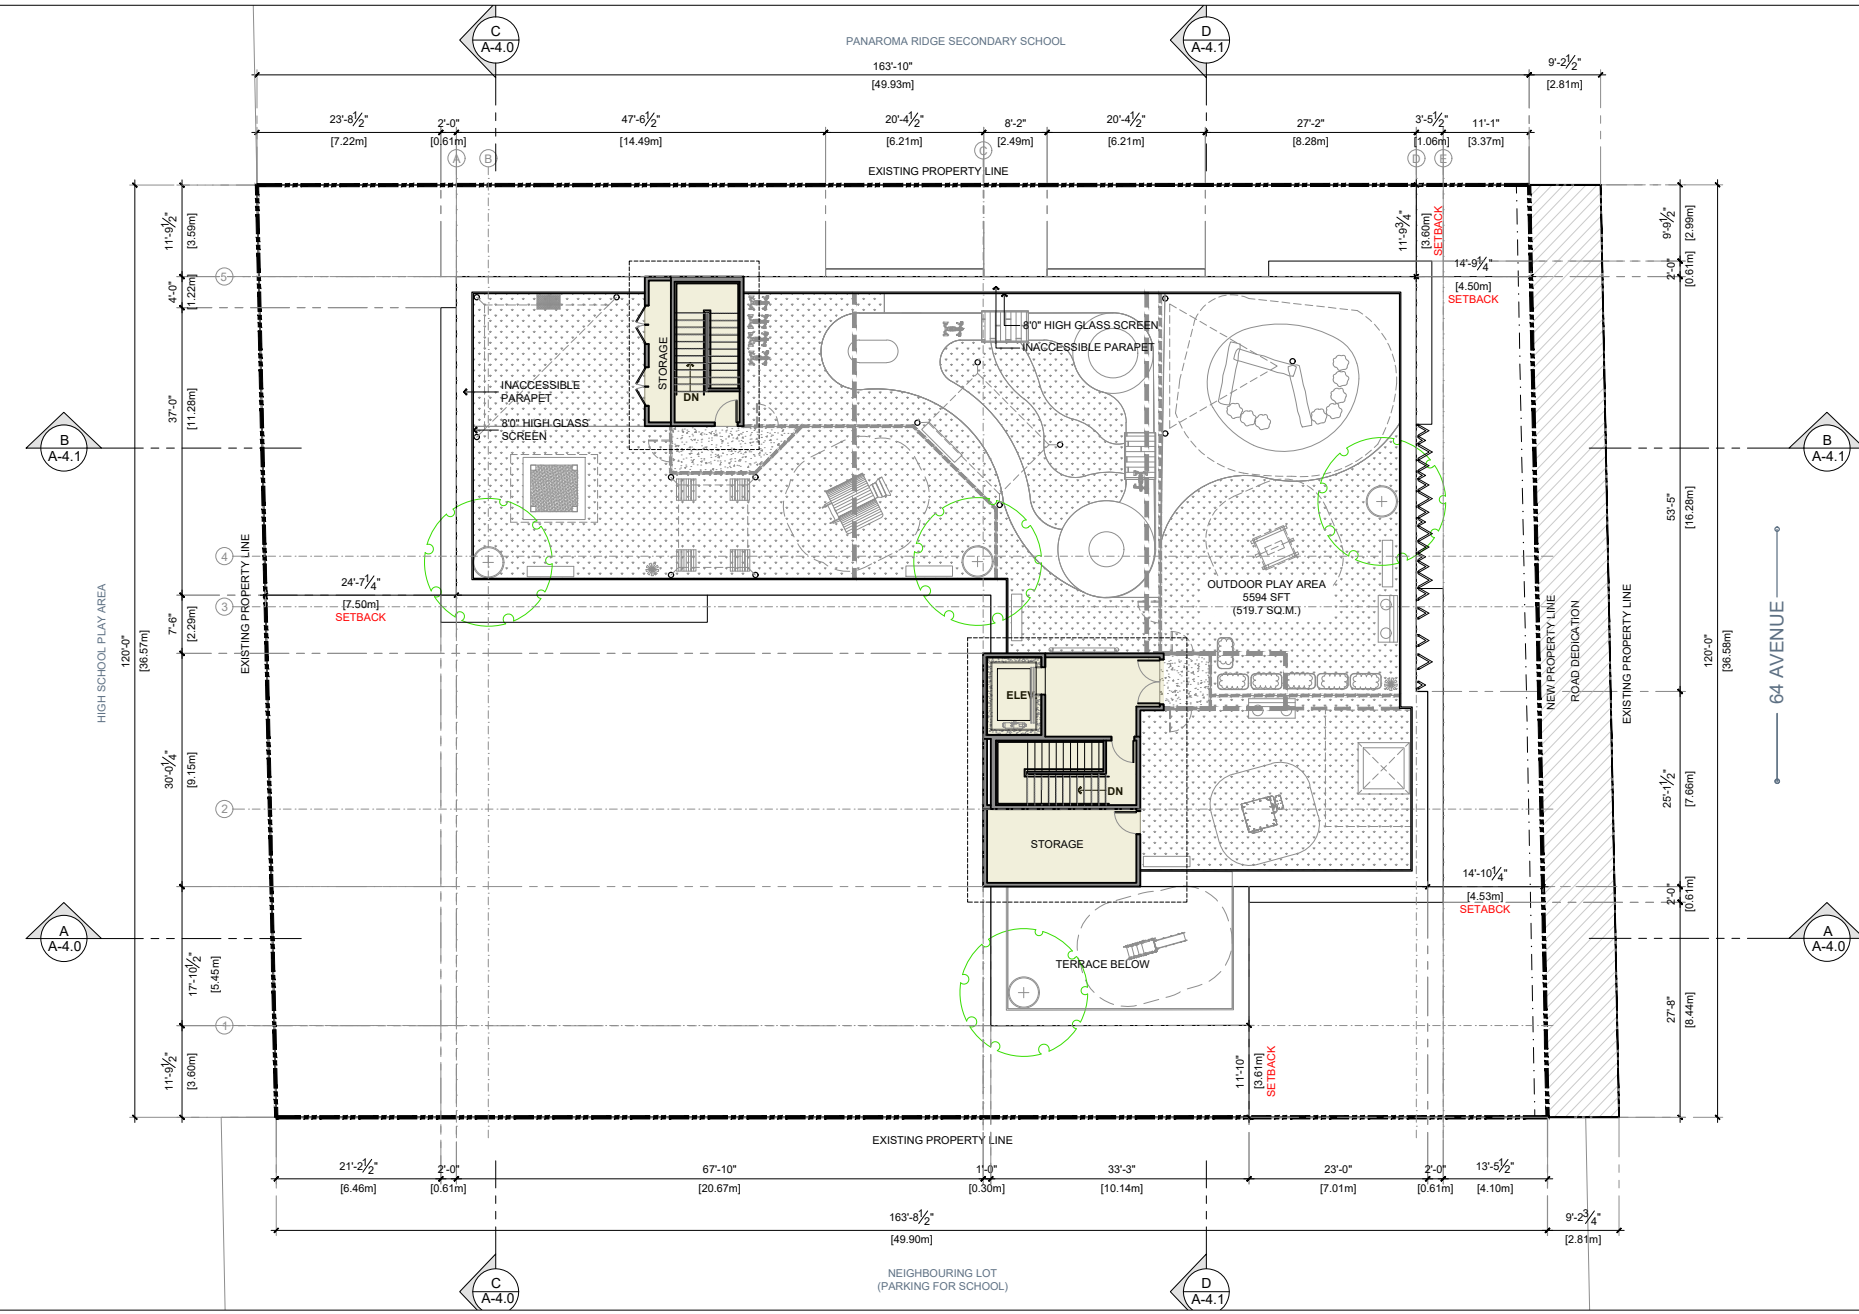 C
A-4.0
PANAROMA RIDGE SECONDARY SCHOOL
D
A-4.1
163'-10"
[49.93m]
9'-2½"
[2.81m]
23'-8½"
[7.22m]
2'-0"
[0.61m]
47'-6½"
[14.49m]
20'-4½"
[6.21m]
8'-2"
[2.49m]
20'-4½"
[6.21m]
27'-2"
[8.28m]
3'-5½"
[1.06m]
11'-1"
[3.37m]
A
B
C
D
E
EXISTING PROPERTY LINE
11'-9½"
[3.59m]
4'-0"
[1.22m]
37'-0"
[11.28m]
7'-6"
[2.29m]
30'-0¼"
[9.15m]
17'-10½"
[5.45m]
11'-9½"
[3.60m]
120'-0"
[36.57m]
HIGH SCHOOL PLAY AREA
EXISTING PROPERTY LINE
5
4
3
2
1
B
A-4.1
A
A-4.0
11'-9¾"
[3.60m]
SETBACK
14'-9¼"
[4.50m]
SETBACK
STORAGE
DN
8'0" HIGH GLASS SCREEN
INACCESSIBLE PARAPET
INACCESSIBLE
PARAPET
8'0" HIGH GLASS
SCREEN
24'-7¼"
[7.50m]
SETBACK
OUTDOOR PLAY AREA
5594 SFT
(519.7 SQ.M.)
ELEV
DN
STORAGE
TERRACE BELOW
14'-10¼"
[4.53m]
SETABCK
11'-10"
[3.61m]
SETBACK
NEW PROPERTY LINE
ROAD DEDICATION
EXISTING PROPERTY LINE
9'-9½"
[2.99m]
2'-0"
[0.61m]
53'-5"
[16.28m]
25'-1½"
[7.66m]
2'-0"
[0.61m]
27'-8"
[8.44m]
120'-0"
[36.58m]
64 AVENUE
B
A-4.1
A
A-4.0
EXISTING PROPERTY LINE
21'-2½"
[6.46m]
2'-0"
[0.61m]
67'-10"
[20.67m]
1'-0"
[0.30m]
33'-3"
[10.14m]
23'-0"
[7.01m]
2'-0"
[0.61m]
13'-5½"
[4.10m]
163'-8½"
[49.90m]
9'-2¾"
[2.81m]
C
A-4.0
NEIGHBOURING LOT
(PARKING FOR SCHOOL)
D
A-4.1